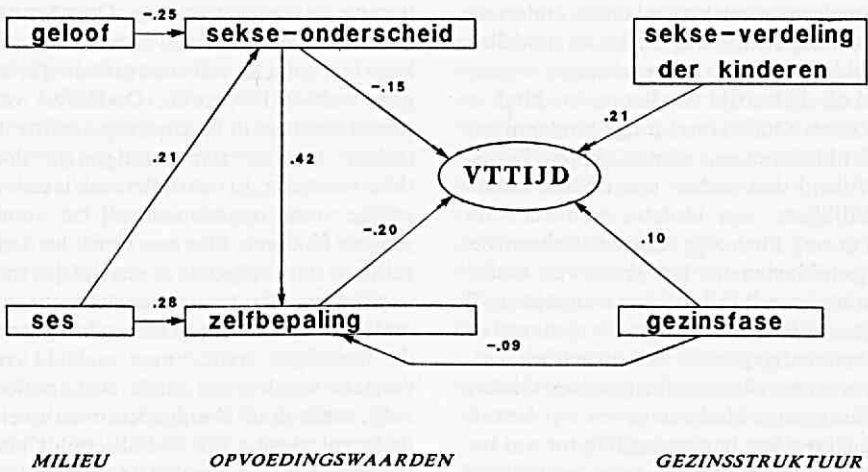 -.25
geloof
sekse-onderscheid
sekse-verdeling
der kinderen
-.15
.21
.21
.42
VTTIJD
-.20
.19
ses
.28
zelfbepaling
gezinsfase
-.09
MILIEU
OPVOEDINGSWAARDEN
GEZINSSTRUKTUUR